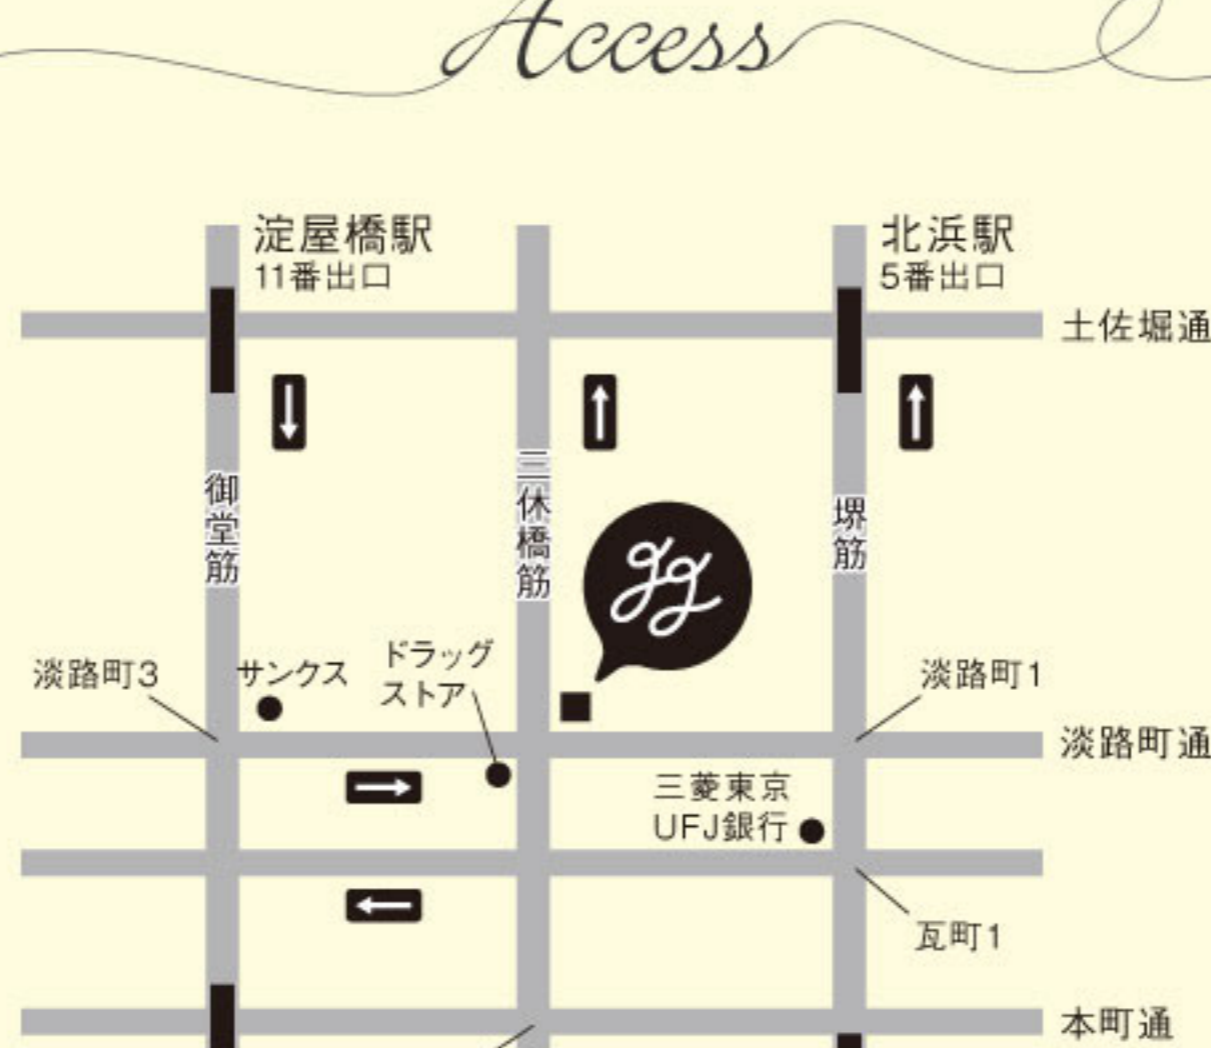 Access
淀屋橋駅
11番出口
北浜駅
5番出口
土佐堀通
御堂筋
三休橋筋
堺筋
gg
淡路町3
サンクス
ドラッグ
ストア
淡路町1
淡路町通
三菱東京
UFJ銀行
瓦町1
本町通